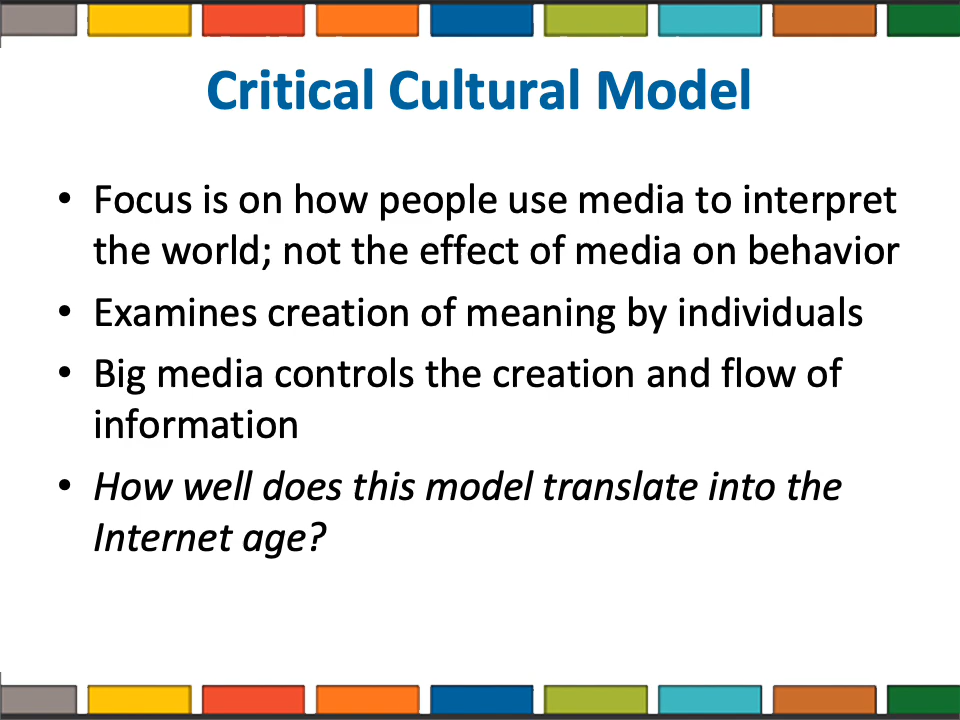 Critical Cultural Model
• Focus is on how people use media to interpret
the world; not the effect of media on behavior
• Examines creation of meaning by individuals
• Big media controls the creation and flow of
information
• How well does this model translate into the
Internet age?